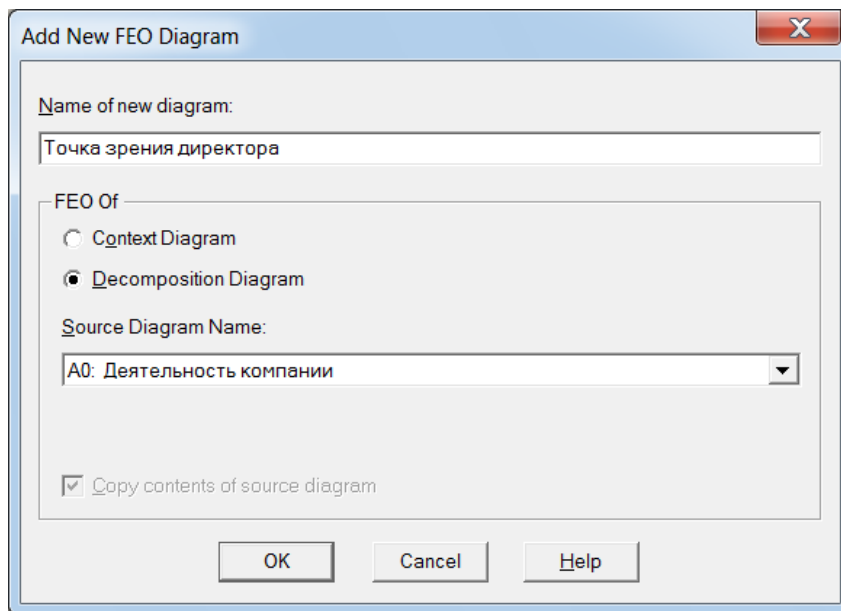 Add New FEO Diagram
Name of new diagram:
Точка зрения директора
FEO Of
Context Diagram
Decomposition Diagram
Source Diagram Name:
A0: Деятельность компании
Copy contents of source diagram
OK Cancel Help